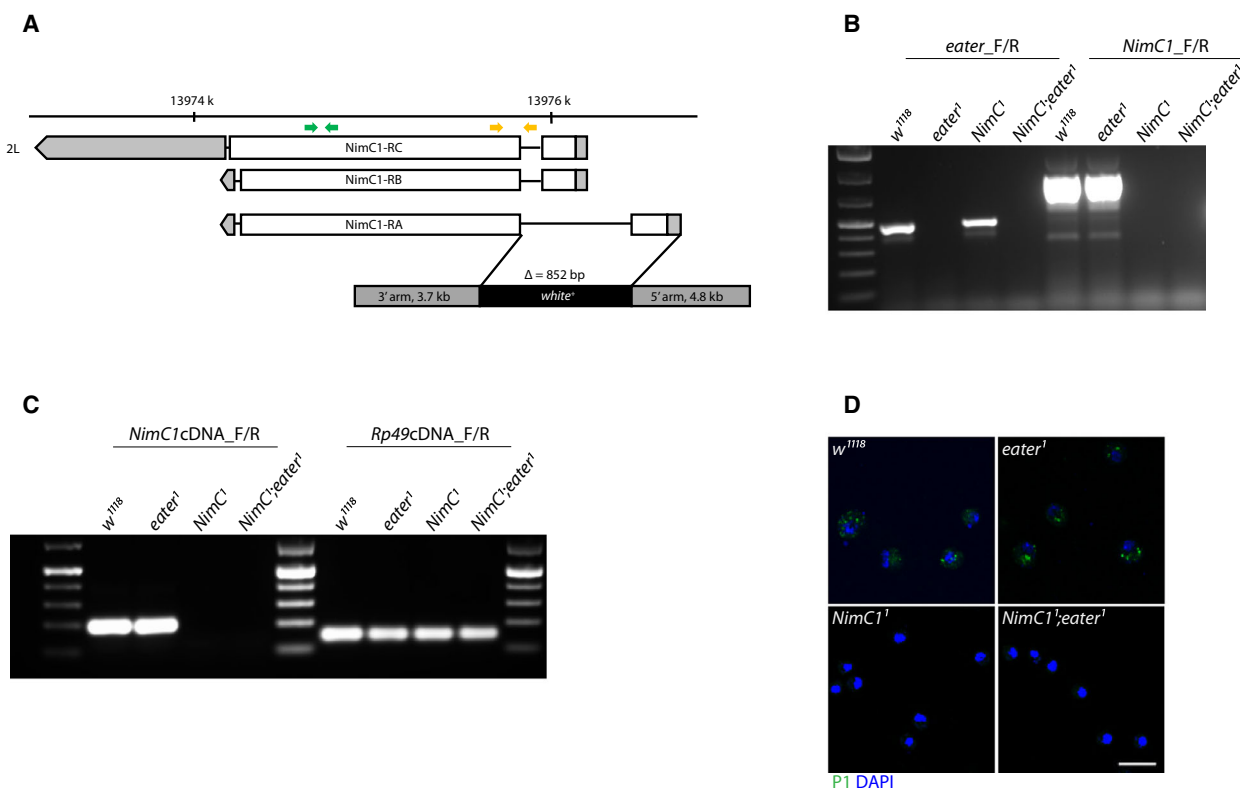 A
13974 k
13976 k
2L
NimC1-RC
NimC1-RB
NimC1-RA
Δ = 852 bp
3’ arm, 3.7 kb
white⁺
5’ arm, 4.8 kb
B
eater_F/R
NimC1_F/R
w¹¹¹⁸
eater¹
NimC¹
NimC¹;eater¹
w¹¹¹⁸
eater¹
NimC¹
NimC¹;eater¹
C
NimC1cDNA_F/R
Rp49cDNA_F/R
w¹¹¹⁸
eater¹
NimC¹
NimC¹;eater¹
w¹¹¹⁸
eater¹
NimC¹
NimC¹;eater¹
D
w¹¹¹⁸
eater¹
NimC1¹
NimC1¹;eater¹
P1 DAPI